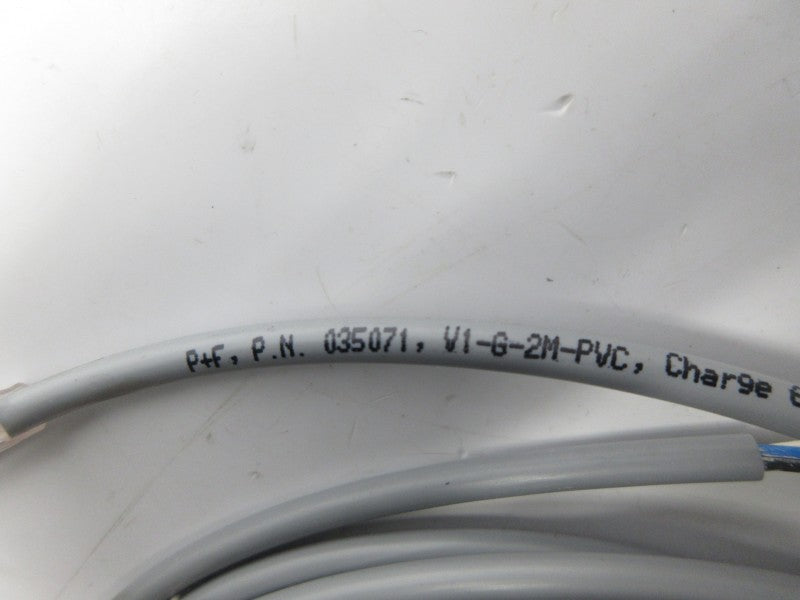 P+F, P.N. 035071, V1-G-2M-PVC, Charge